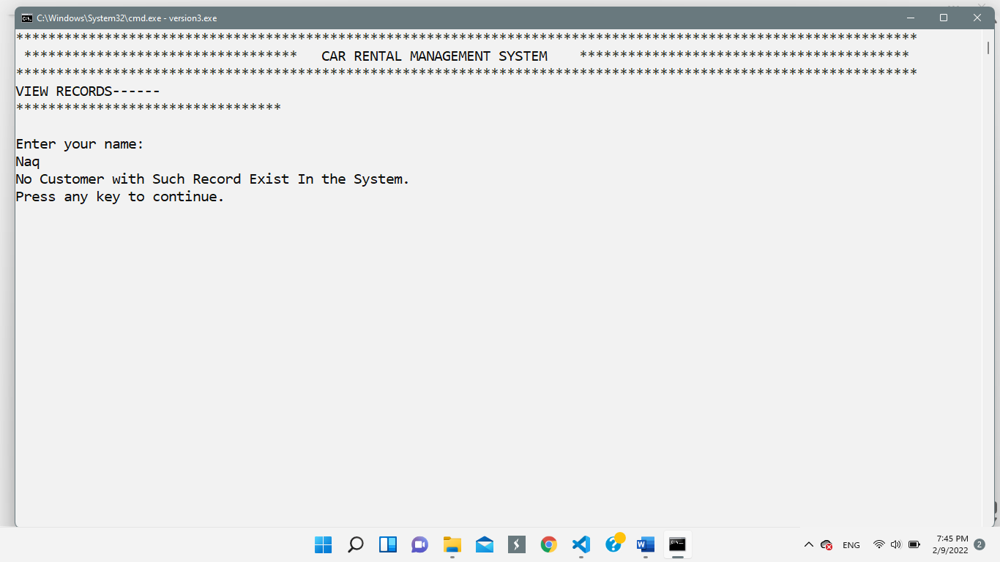 C:\Windows\System32\cmd.exe - version3.exe
****************************************************************************************************************
********************************** CAR RENTAL MANAGEMENT SYSTEM *****************************************
****************************************************************************************************************
VIEW RECORDS------
*********************************
Enter your name:
Naq
No Customer with Such Record Exist In the System.
Press any key to continue.
ENG
7:45 PM
2/9/2022
2